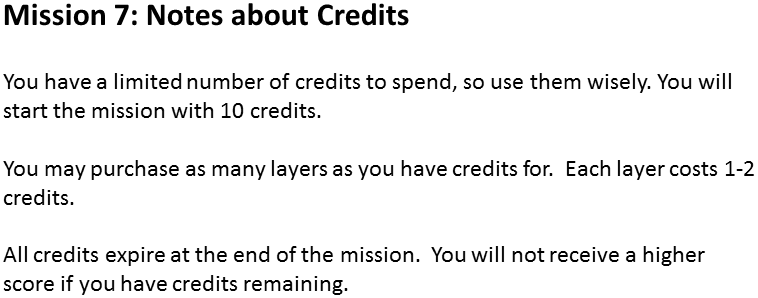 Mission 7: Notes about Credits
You have a limited number of credits to spend, so use them wisely. You will
start the mission with 10 credits.
You may purchase as many layers as you have credits for.  Each layer costs 1-2
credits.
All credits expire at the end of the mission.  You will not receive a higher
score if you have credits remaining.